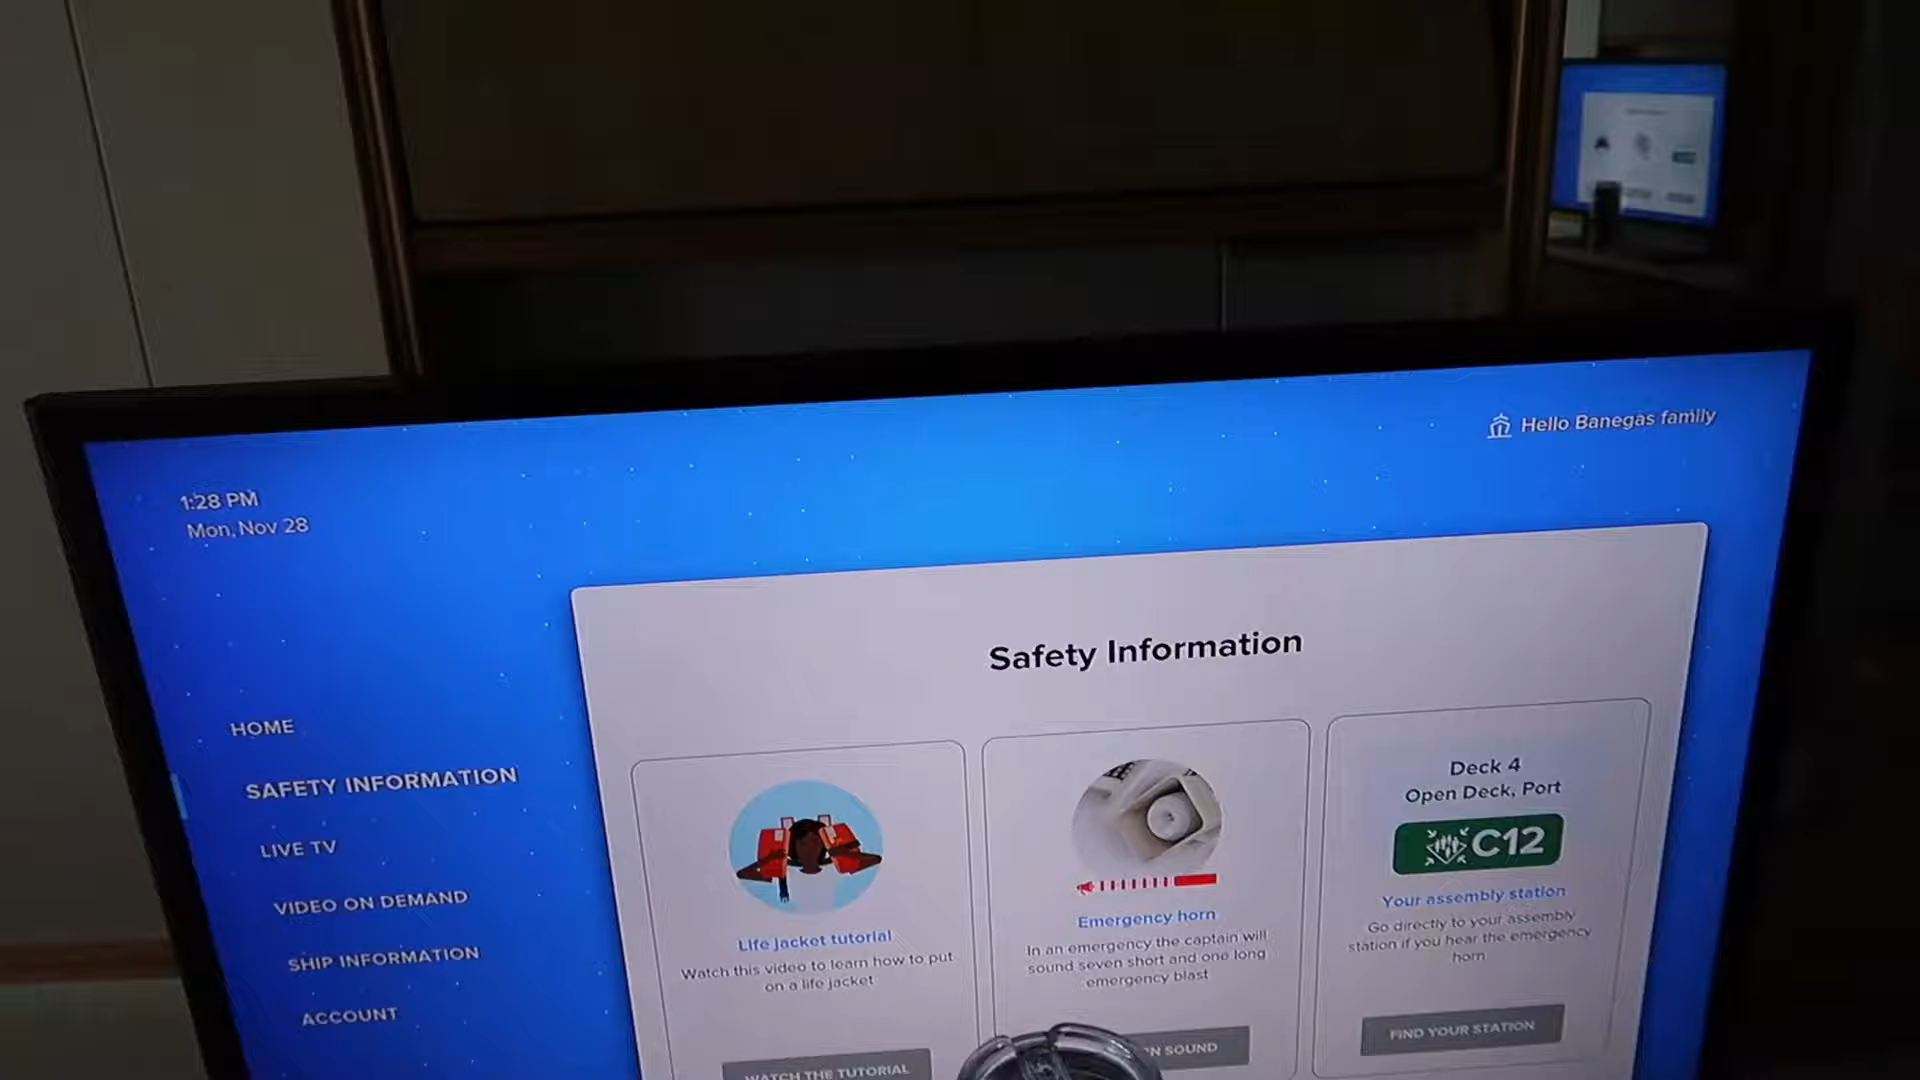 Hello Banegas family
1:28 PM
Mon, Nov 28
HOME
SAFETY INFORMATION
LIVE TV
VIDEO ON DEMAND
SHIP INFORMATION
ACCOUNT
Safety Information
Life jacket tutorial
Watch this video to learn how to put
on a life jacket
WATCH THE TUTORIAL
Emergency horn
In an emergency the captain will
sound seven short and one long
emergency blast
SOUND
Deck 4
Open Deck, Port
C12
Your assembly station
Go directly to your assembly
station if you hear the emergency
horn
FIND YOUR STATION